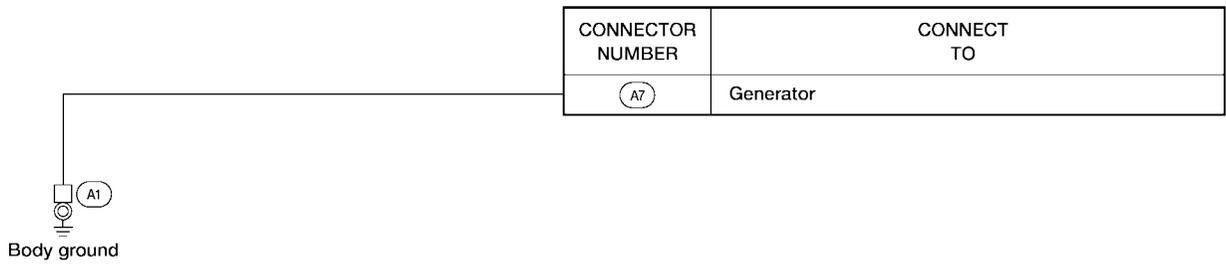 CONNECTOR
NUMBER
CONNECT
TO
A7
Generator
A1
Body ground